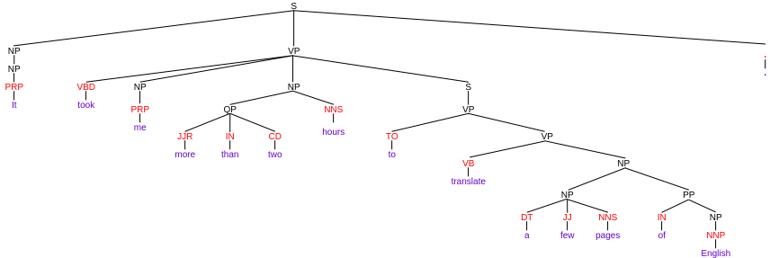 S
NP VP .
NP
PRP VBD NP NP S
It took PRP QP NNS VP
me hours
JJR IN CD TO VP
more than two to
VB NP
translate
NP PP
DT JJ NNS IN NP
a few pages of NNP
English